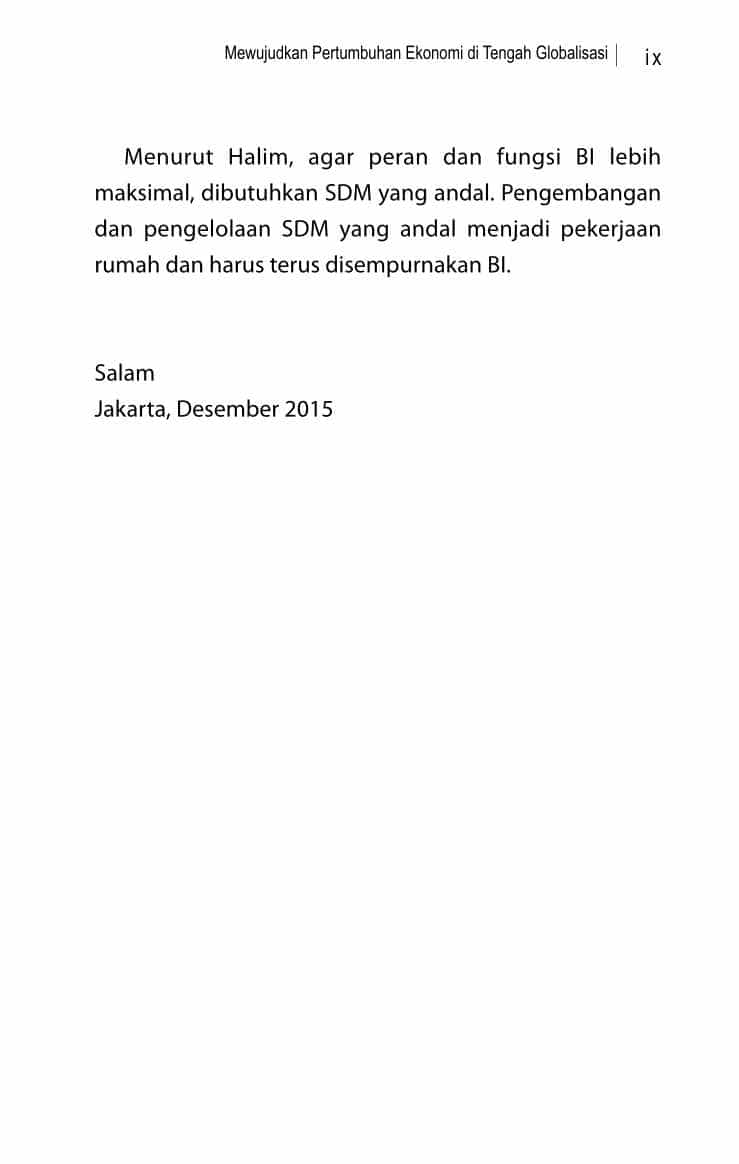 Mewujudkan Pertumbuhan Ekonomi di Tengah Globalisasi | ix
Menurut Halim, agar peran dan fungsi BI lebih
maksimal, dibutuhkan SDM yang andal. Pengembangan
dan pengelolaan SDM yang andal menjadi pekerjaan
rumah dan harus terus disempurnakan BI.
Salam
Jakarta, Desember 2015